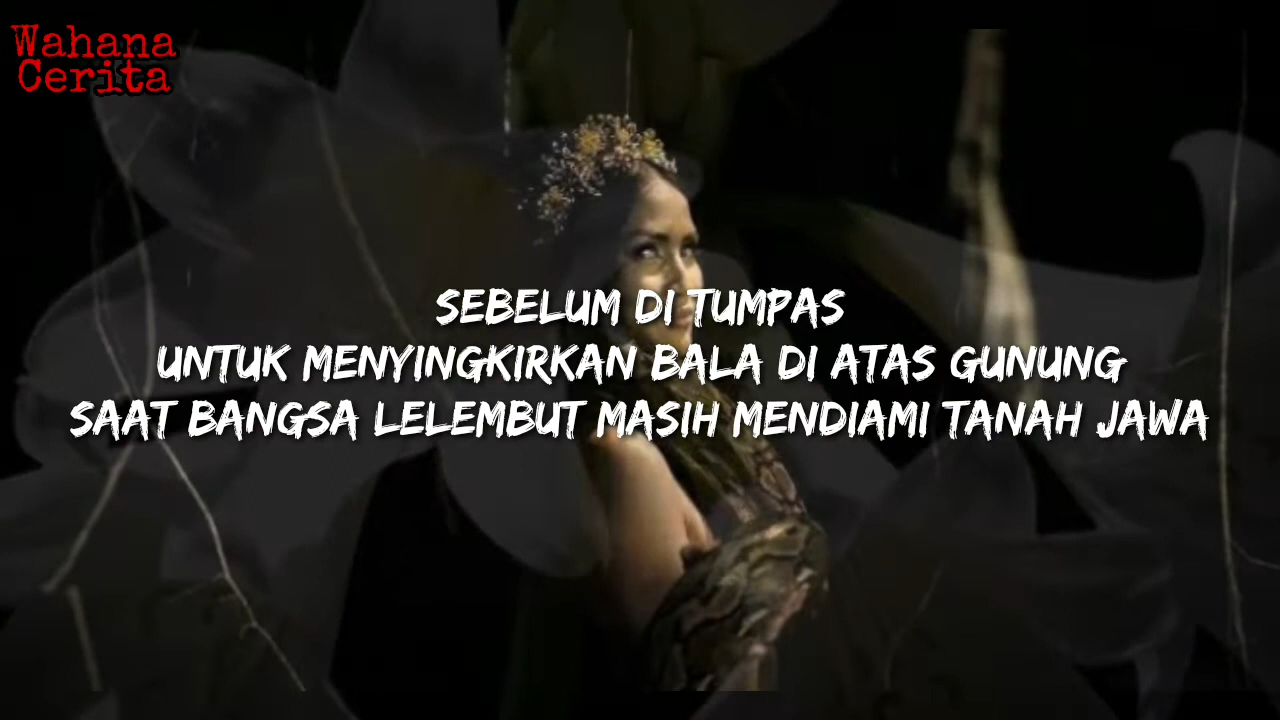 Wahana
Cerita
SEBELUM DI TUMPAS
UNTUK MENYINGKIRKAN BALA DI ATAS GUNUNG
SAAT BANGSA LELEMBUT MASIH MENDIAMI TANAH JAWA